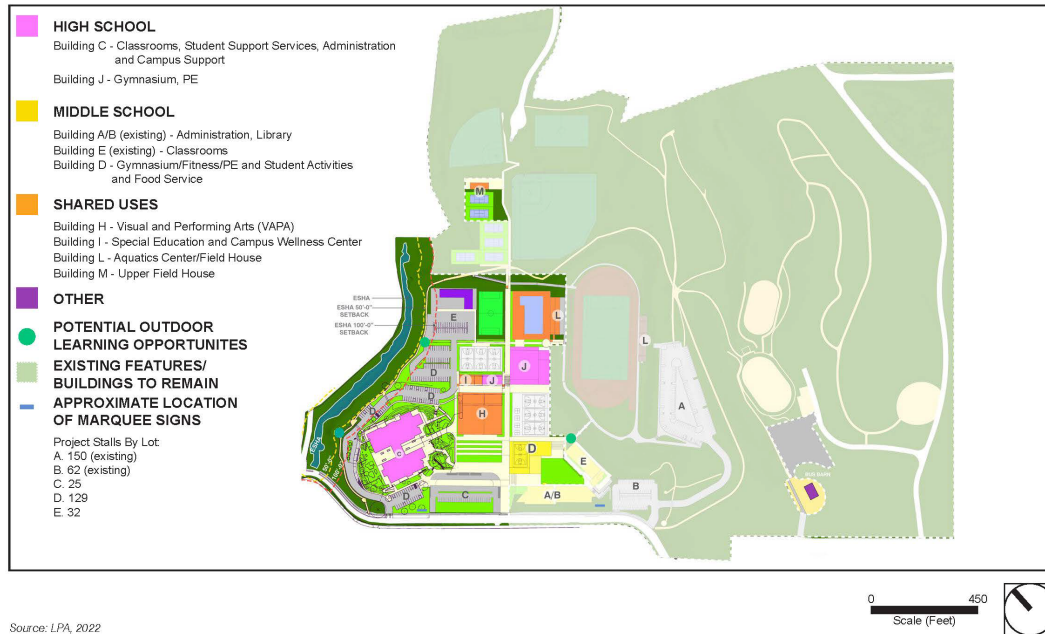 HIGH SCHOOL
Building C - Classrooms, Student Support Services, Administration
and Campus Support
Building J - Gymnasium, PE
MIDDLE SCHOOL
Building A/B (existing) - Administration, Library
Building E (existing) - Classrooms
Building D - Gymnasium/Fitness/PE and Student Activities
and Food Service
SHARED USES
Building H - Visual and Performing Arts (VAPA)
Building I - Special Education and Campus Wellness Center
Building L - Aquatics Center/Field House
Building M - Upper Field House
OTHER
POTENTIAL OUTDOOR
LEARNING OPPORTUNITES
EXISTING FEATURES/
BUILDINGS TO REMAIN
APPROXIMATE LOCATION
OF MARQUEE SIGNS
Project Stalls By Lot:
A. 150 (existing)
B. 62 (existing)
C. 25
D. 129
E. 32
M
ESHA
ESHA 50'-0"
SETBACK
ESHA 100'-0"
SETBACK
E
L
L
J
I
J
D
D
D
H
A
C
ESHA
50'-0"
100'-0"
D
E
D
C
A/B
B
BUS BARN
0
450
Scale (Feet)
Source: LPA, 2022